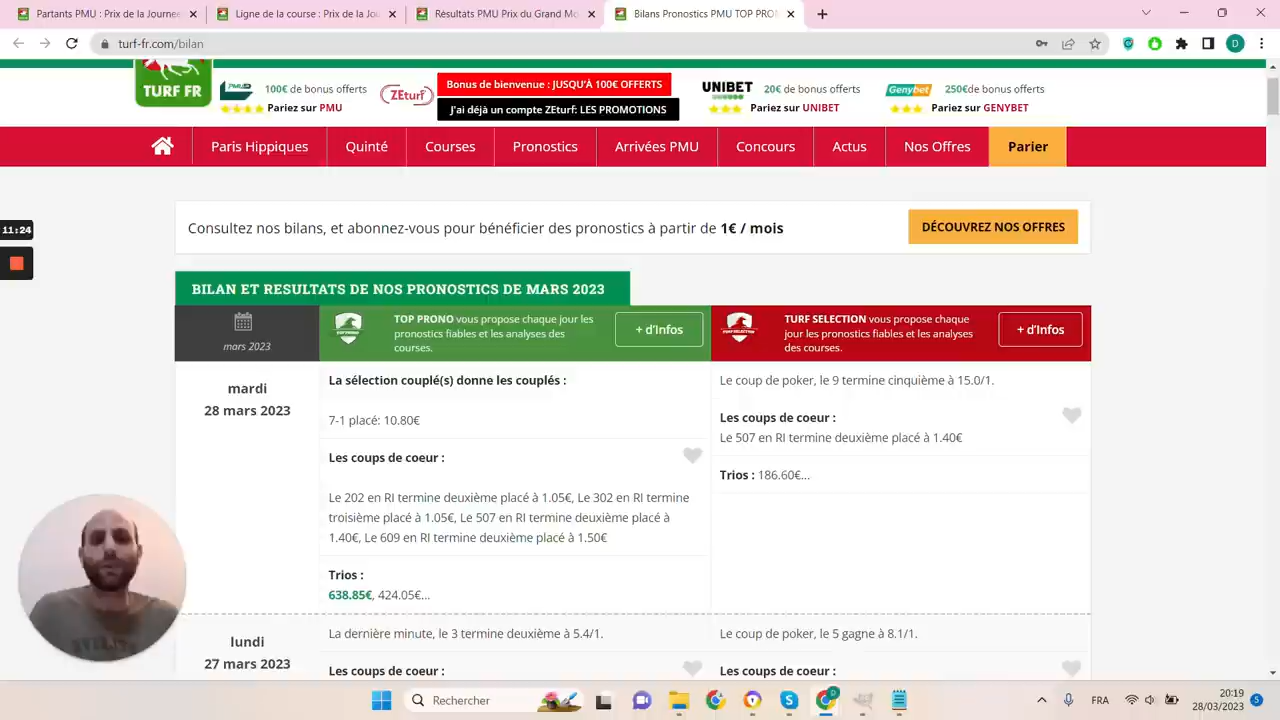 Partants PMU : Prix de la Journee
Ligne de la course : Prix de la Jou
Résultats PMU Prix du Grand Mo
Bilans Pronostics PMU TOP PRON
turf-fr.com/bilan
D
TURF FR
PMU
100€ de bonus offerts
Pariez sur PMU
ZEturf
Bonus de bienvenue : JUSQU'À 100€ OFFERTS
J'ai déjà un compte ZEturf: LES PROMOTIONS
UNIBET
20€ de bonus offerts
Pariez sur UNIBET
Genybet
250€de bonus offerts
Pariez sur GENYBET
Paris Hippiques
Quinté
Courses
Pronostics
Arrivées PMU
Concours
Actus
Nos Offres
Parier
11:24
Consultez nos bilans, et abonnez-vous pour bénéficier des pronostics à partir de 1€ / mois
DÉCOUVREZ NOS OFFRES
BILAN ET RESULTATS DE NOS PRONOSTICS DE MARS 2023
mars 2023
TOP PRONO vous propose chaque jour les
pronostics fiables et les analyses des
courses.
+ d'Infos
TURF SELECTION
TURF SELECTION vous propose chaque
jour les pronostics fiables et les analyses
des courses.
+ d'Infos
mardi
28 mars 2023
La sélection couplé(s) donne les couplés :
7-1 placé: 10.80€
Les coups de coeur :
Le 202 en RI termine deuxième placé à 1.05€, Le 302 en RI termine
troisième placé à 1.05€, Le 507 en RI termine deuxième placé à
1.40€, Le 609 en RI termine deuxième placé à 1.50€
Trios :
638.85€, 424.05€...
Le coup de poker, le 9 termine cinquième à 15.0/1.
Les coups de coeur :
Le 507 en RI termine deuxième placé à 1.40€
Trios : 186.60€...
lundi
27 mars 2023
La dernière minute, le 3 termine deuxième à 5.4/1.
Les coups de coeur :
Le coup de poker, le 5 gagne à 8.1/1.
Les coups de coeur :
Rechercher
D
FRA
20:19
28/03/2023
5